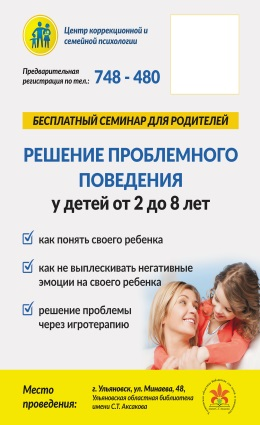 Центр коррекционной и
семейной психологии
Предварительная
регистрация по тел.: 748 - 480
БЕСПЛАТНЫЙ СЕМИНАР ДЛЯ РОДИТЕЛЕЙ
РЕШЕНИЕ ПРОБЛЕМНОГО
ПОВЕДЕНИЯ
у детей от 2 до 8 лет
как понять своего ребенка
как не выплескивать негативные
эмоции на своего ребенка
решение проблемы
через игротерапию
Место
проведения:
г. Ульяновск, ул. Минаева, 48,
Ульяновская областная библиотека
имени С.Т. Аксакова